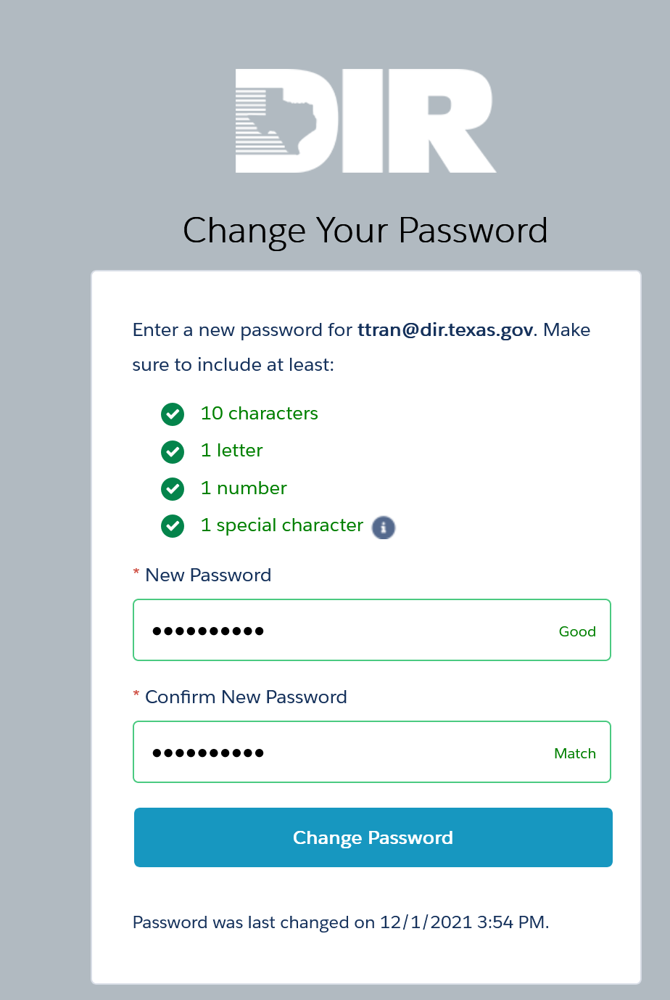 DIR
Change Your Password
Enter a new password for ttran@dir.texas.gov. Make
sure to include at least:
10 characters
1 letter
1 number
1 special character
* New Password
●●●●●●●●●● Good
* Confirm New Password
●●●●●●●●●● Match
Change Password
Password was last changed on 12/1/2021 3:54 PM.